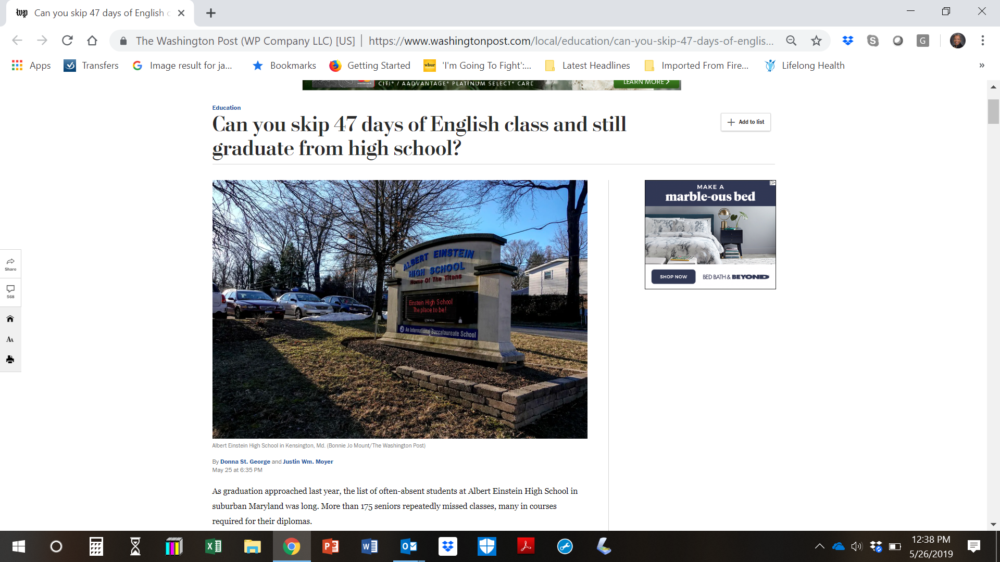 wp Can you skip 47 days of English c
The Washington Post (WP Company LLC) [US] | https://www.washingtonpost.com/local/education/can-you-skip-47-days-of-englis...
G
Apps Transfers Image result for ja... Bookmarks Getting Started wbur 'I'm Going To Fight':... Latest Headlines Imported From Fire... Lifelong Health »
CITI® / AADVANTAGE® PLATINUM SELECT® CARD
LEARN MORE >
Education
Can you skip 47 days of English class and still
graduate from high school?
Add to list
ALBERT EINSTEIN
HIGH SCHOOL
Home Of The Titans
Einstein High School
The place to be!
An International Baccalaureate School
MAKE A
marble-ous bed
SHOP NOW
BED BATH & BEYOND
Share
568
AA
Albert Einstein High School in Kensington, Md. (Bonnie Jo Mount/The Washington Post)
By Donna St. George and Justin Wm. Moyer
May 25 at 6:35 PM
As graduation approached last year, the list of often-absent students at Albert Einstein High School in
suburban Maryland was long. More than 175 seniors repeatedly missed classes, many in courses
required for their diplomas.
12:38 PM
5/26/2019